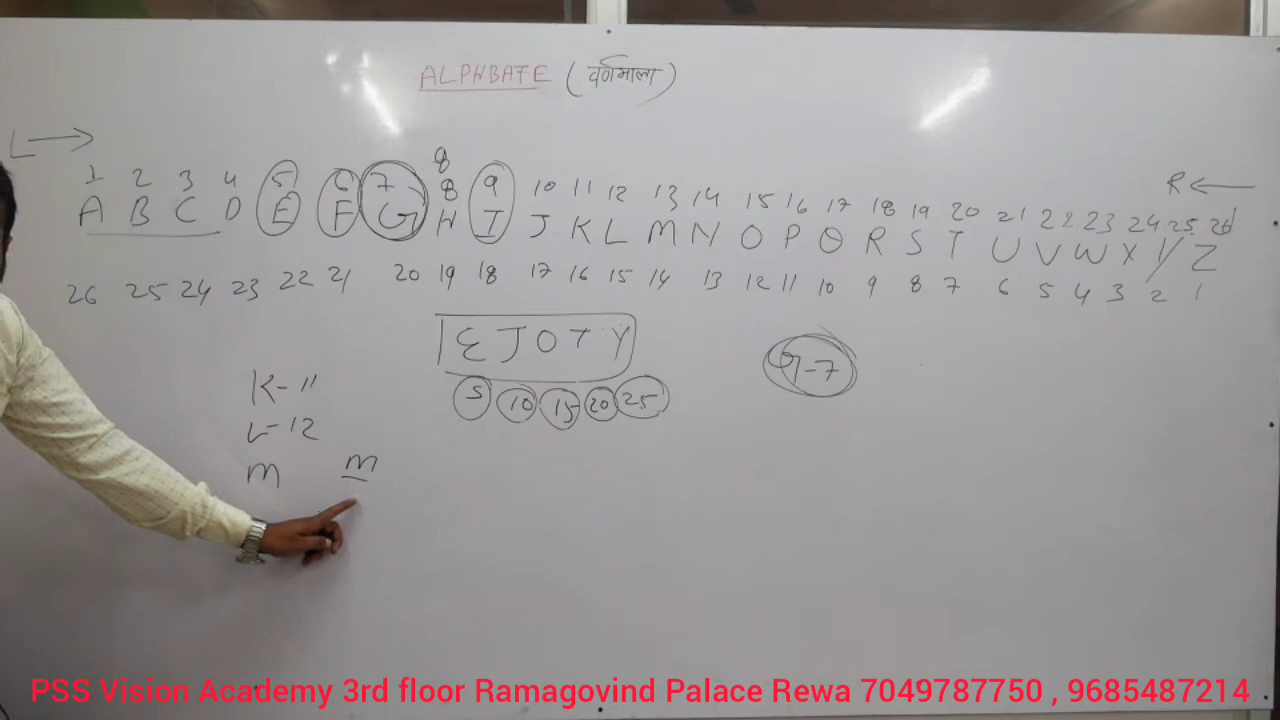 ALPHBATE (वर्णमाला)
L → R ←
8
1 2 3 4 5 6 7 8 9 10 11 12 13 14 15 16 17 18 19 20 21 22 23 24 25 26
A B C D E F G H I J K L M N O P Q R S T U V W X Y Z
26 25 24 23 22 21 20 19 18 17 16 15 14 13 12 11 10 9 8 7 6 5 4 3 2 1
EJOTY
5 10 15 20 25
G-7
K-11
L-12
M M
PSS Vision Academy 3rd floor Ramagovind Palace Rewa 7049787750 , 9685487214